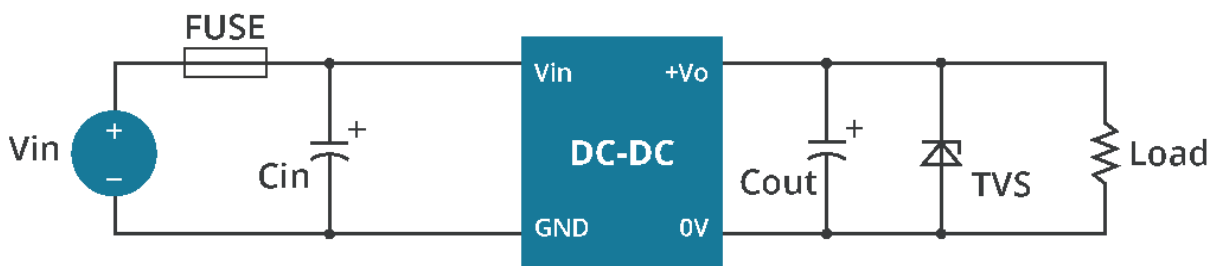 FUSE
Vin
+
−
Cin
+
Vin
+Vo
DC-DC
GND
0V
Cout
+
TVS
Load